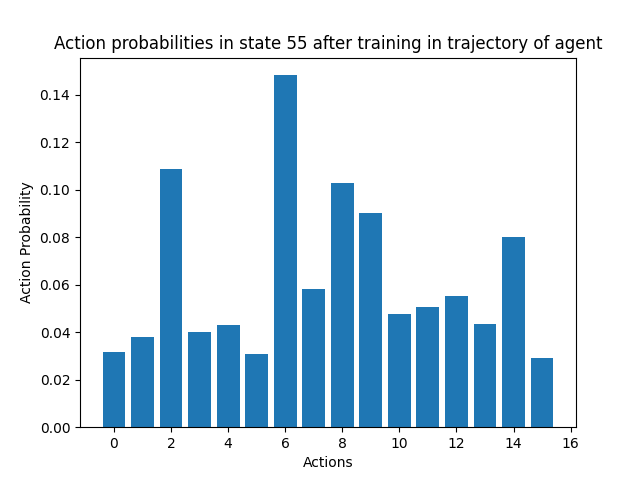 Action probabilities in state 55 after training in trajectory of agent
Action Probability
0.14
0.12
0.10
0.08
0.06
0.04
0.02
0.00
0 2 4 6 8 10 12 14 16
Actions